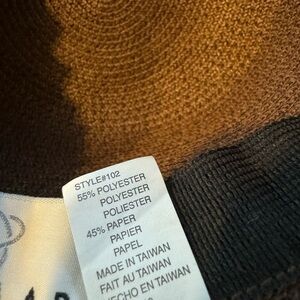 STYLE#102
55% POLYESTER
POLYESTER
POLIESTER
45% PAPER
PAPIER
PAPEL
MADE IN TAIWAN
FAIT AU TAIWAN
HECHO EN TAIWAN